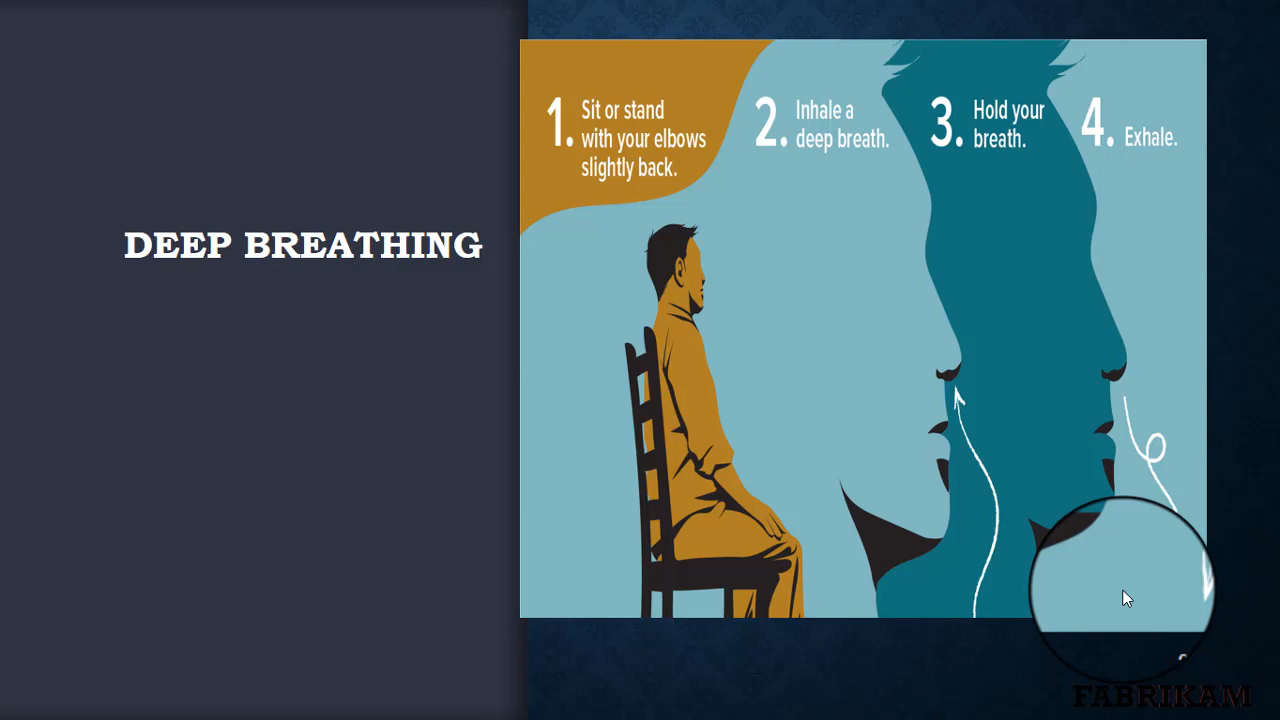 DEEP BREATHING
1. Sit or stand
with your elbows
slightly back.
2. Inhale a
deep breath.
3. Hold your
breath.
4. Exhale.
FABRIKAM